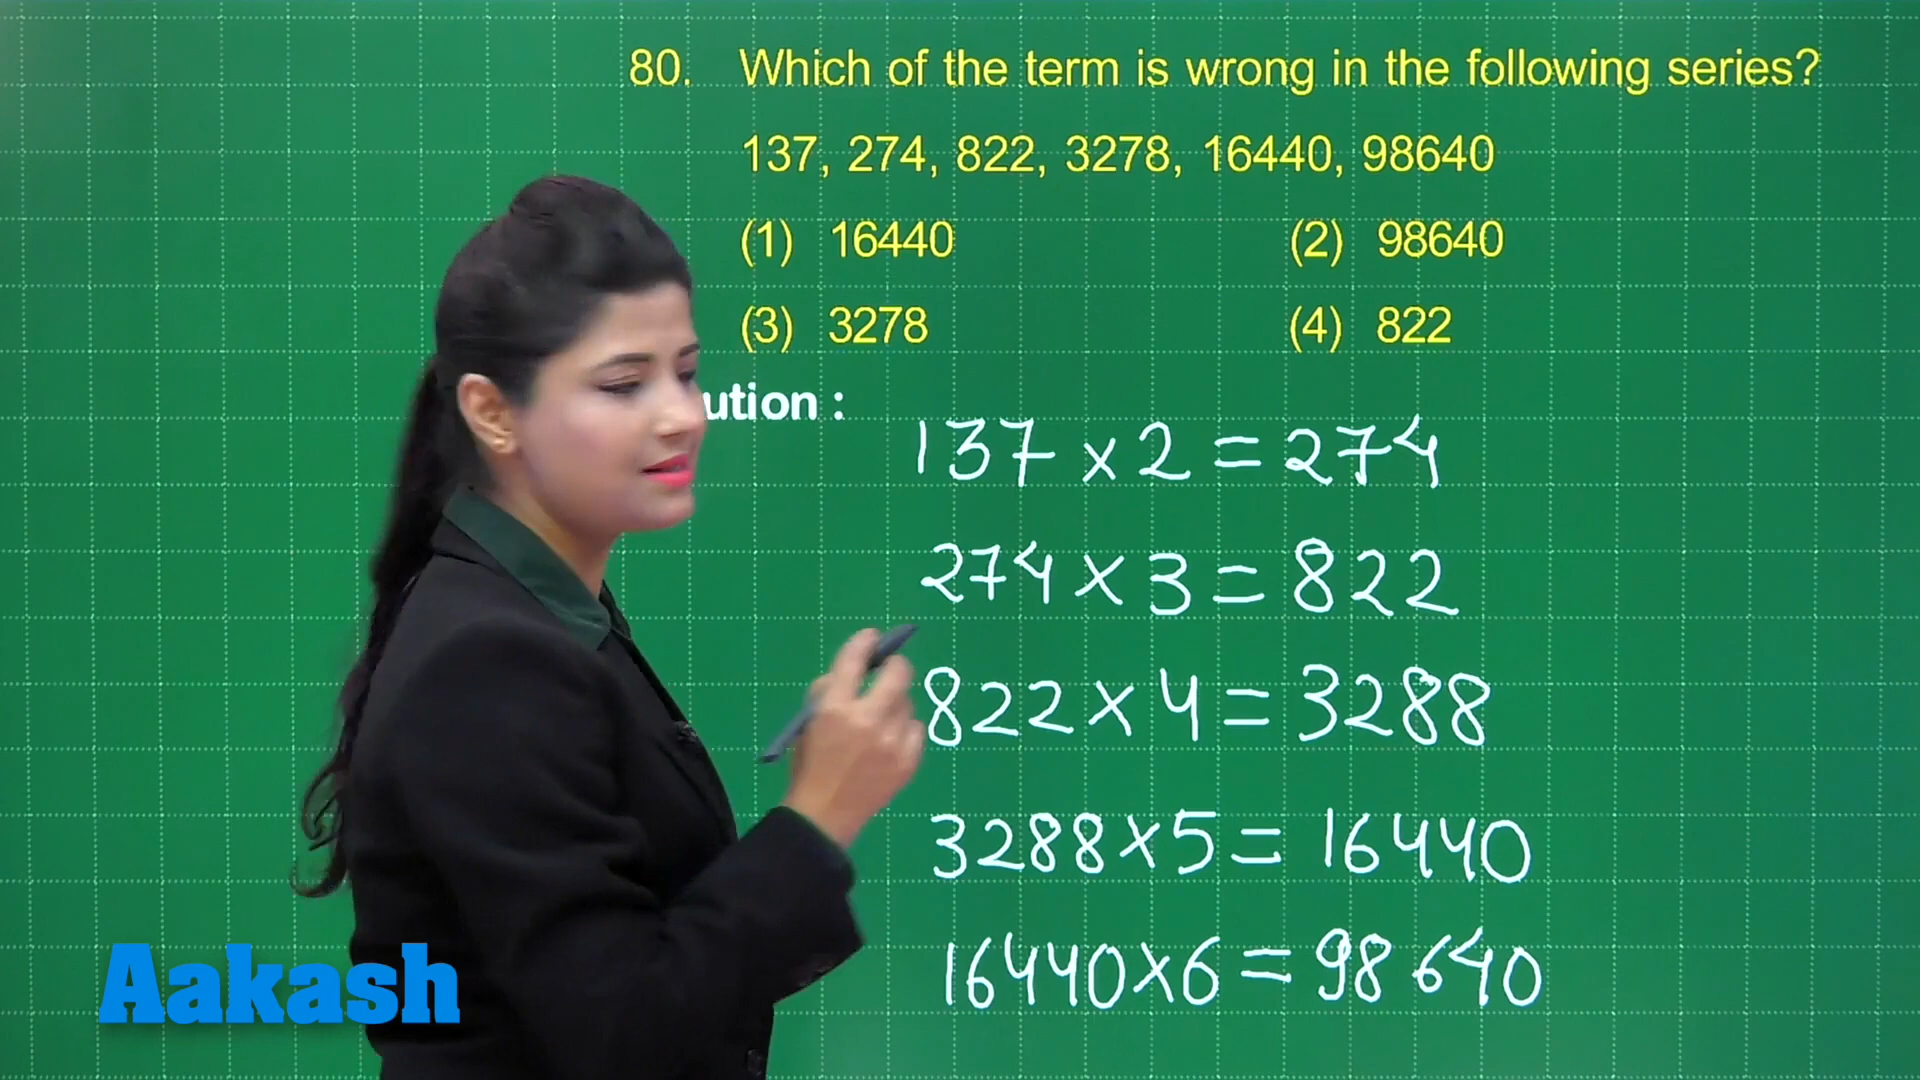 80. Which of the term is wrong in the following series?
137, 274, 822, 3278, 16440, 98640
(1) 16440 (2) 98640
(3) 3278 (4) 822
ution :
137 × 2 = 274
274 × 3 = 822
822 × 4 = 3288
3288 × 5 = 16440
16440 × 6 = 98640
Aakash